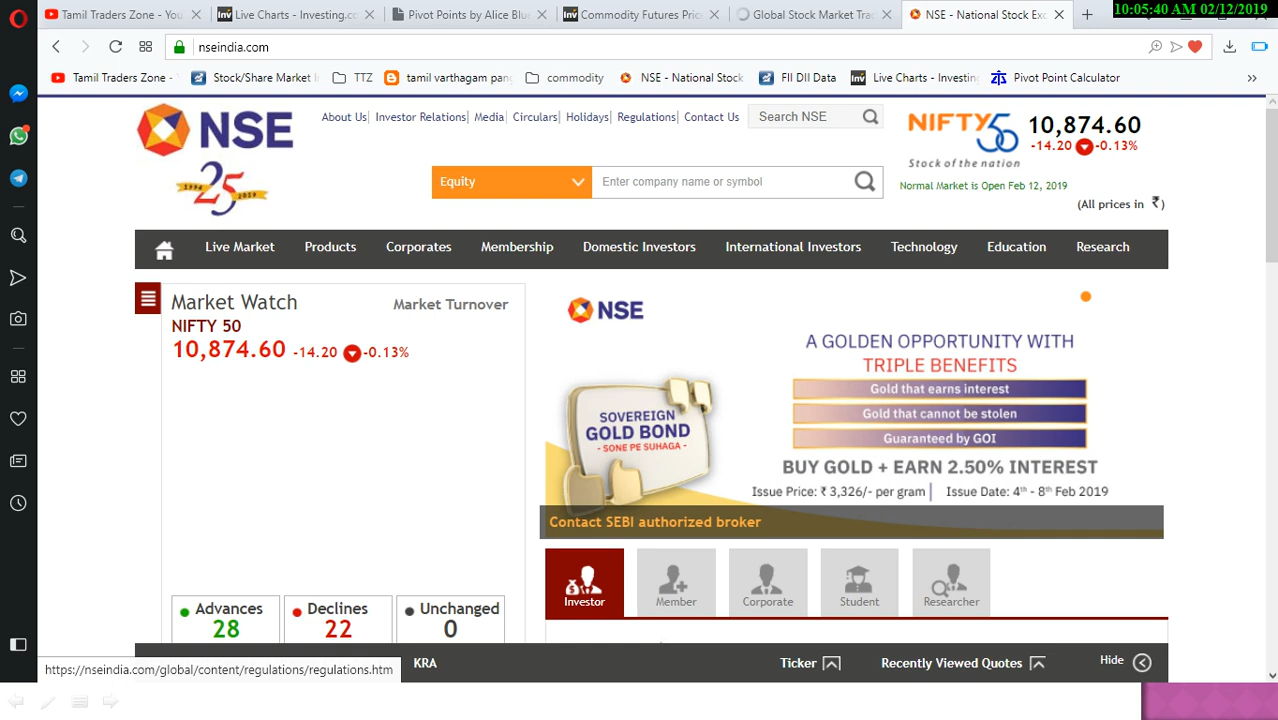 Tamil Traders Zone - You
Live Charts - Investing.co
Pivot Points by Alice Blu
Commodity Futures Pric
Global Stock Market Tra
NSE - National Stock Exc
10:05:40 AM 02/12/2019
nseindia.com
Tamil Traders Zone -
Stock/Share Market I
TTZ
tamil varthagam pan
commodity
NSE - National Stock
FII DII Data
Live Charts - Investin
Pivot Point Calculator
NSE
1994 25 2019
About Us| Investor Relations| Media| Circulars| Holidays| Regulations| Contact Us
Search NSE
NIFTY 50
Stock of the nation
10,874.60
-14.20 -0.13%
Normal Market is Open Feb 12, 2019
(All prices in ₹)
Equity
Enter company name or symbol
Live Market Products Corporates Membership Domestic Investors International Investors Technology Education Research
Market Watch Market Turnover
NIFTY 50
10,874.60 -14.20 -0.13%
NSE
A GOLDEN OPPORTUNITY WITH
TRIPLE BENEFITS
Gold that earns interest
Gold that cannot be stolen
Guaranteed by GOI
SOVEREIGN
GOLD BOND
- SONE PE SUHAGA -
BUY GOLD + EARN 2.50% INTEREST
Issue Price: ₹ 3,326/- per gram | Issue Date: 4th - 8th Feb 2019
Contact SEBI authorized broker
Investor Member Corporate Student Researcher
Advances
28
Declines
22
Unchanged
0
https://nseindia.com/global/content/regulations/regulations.htm
KRA
Ticker
Recently Viewed Quotes
Hide